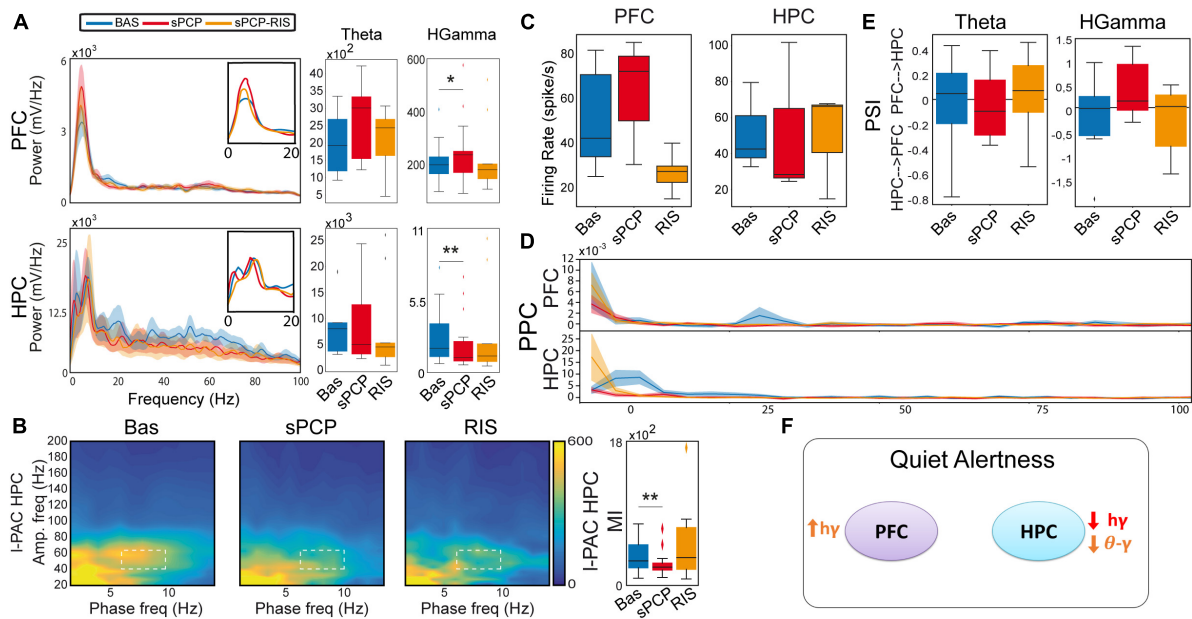 A
BAS sPCP sPCP-RIS
x10³
PFC
Power (mV/Hz)
6
3
0
0 20
Theta
x10²
40
35
30
25
20
15
10
5
HGamma
600
400
200
0
*
HPC
Power (mV/Hz)
x10³
25
12.5
0
0 20
0 20 40 60 80 100
Frequency (Hz)
x10³
25
20
15
10
5
0
Bas sPCP RIS
11
5.5
0
**
Bas sPCP RIS
B
Bas sPCP RIS
I-PAC HPC
Amp. freq (Hz)
200
180
160
140
120
100
80
60
40
20
5 10
Phase freq (Hz)
5 10
Phase freq (Hz)
5 10
Phase freq (Hz)
600
0
I-PAC HPC
MI
x10²
18
8
0
**
Bas sPCP RIS
C
PFC HPC
Firing Rate (spike/s)
80
60
40
20
Bas sPCP RIS
100
80
60
40
20
Bas sPCP RIS
D
PPC
PFC
12
10
8
6
4
2
0
x10⁻³
HPC
25
20
15
10
5
0
0 25 50 75 100
E
Theta HGamma
PSI
HPC-->PFC PFC-->HPC
0.4
0.2
0
-0.2
-0.4
-0.6
-0.8
Bas sPCP RIS
1.5
1
0.5
0
-0.5
-1
-1.5
Bas sPCP RIS
F
Quiet Alertness
hγ PFC HPC hγ
θ-γ